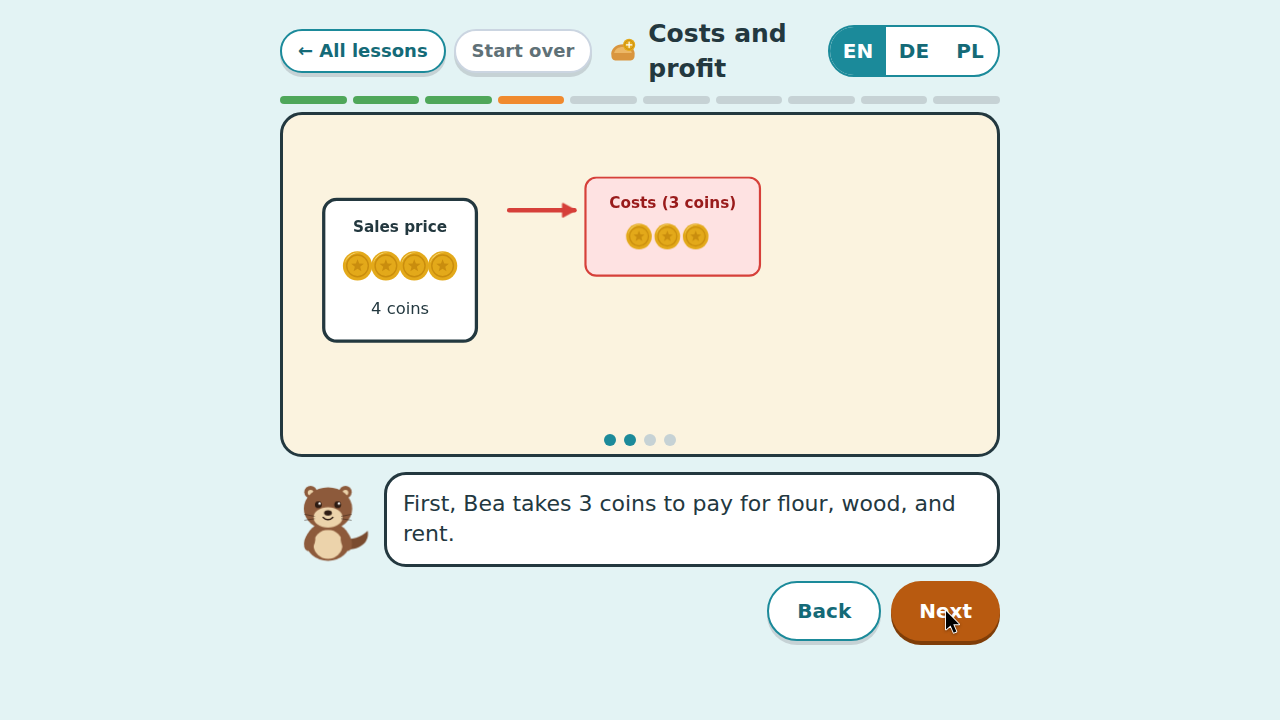 ← All lessons
Start over
Costs and
profit
EN
DE
PL
Sales price
4 coins
Costs (3 coins)
First, Bea takes 3 coins to pay for flour, wood, and
rent.
Back
Next